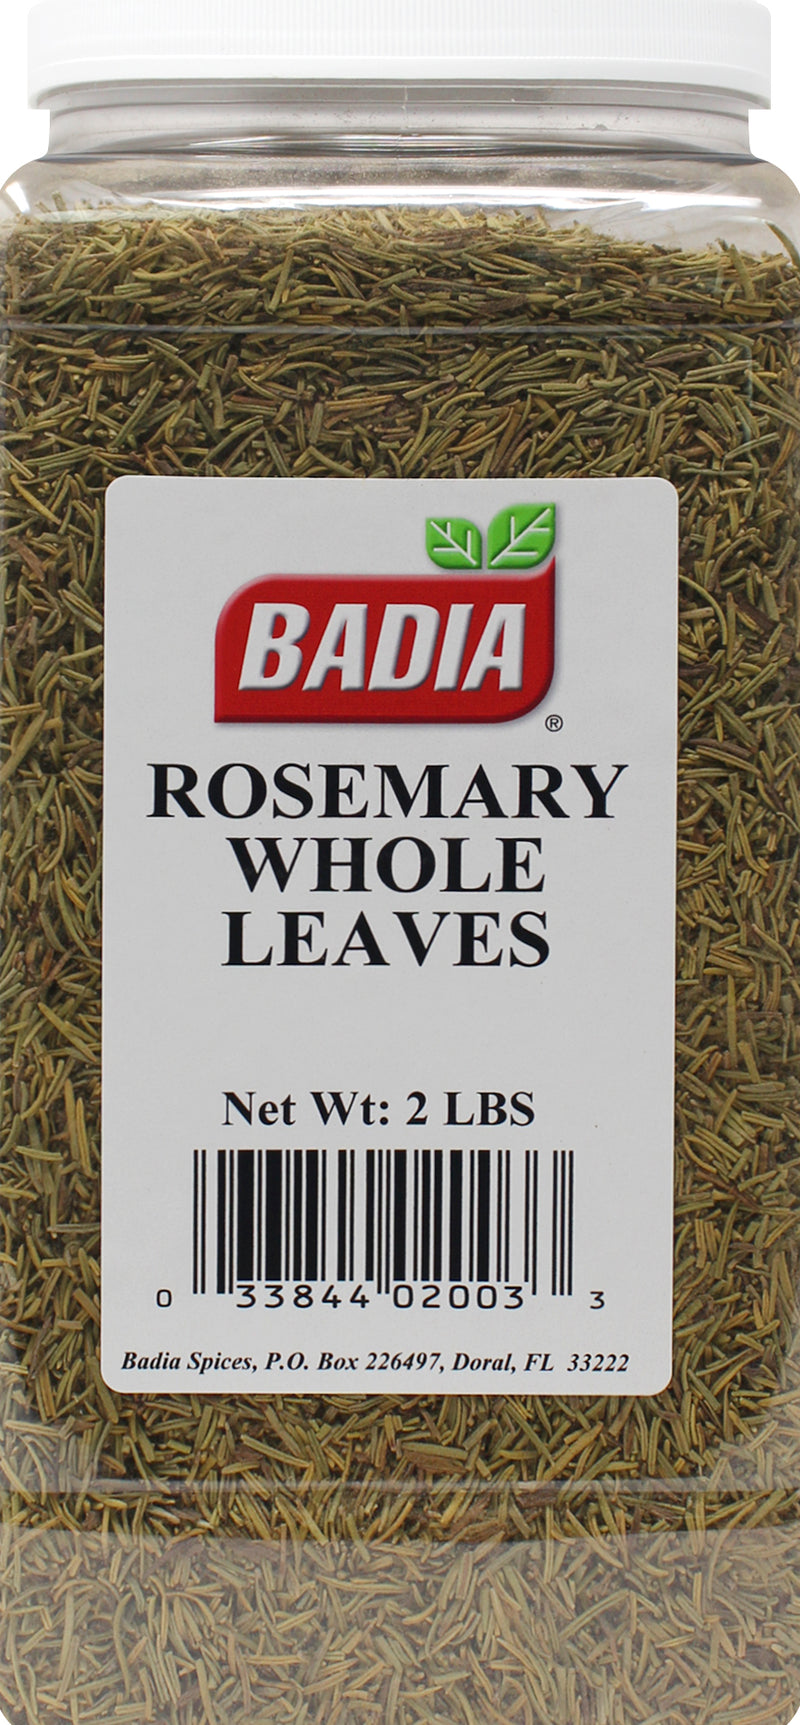 BADIA
®
ROSEMARY
WHOLE
LEAVES
Net Wt: 2 LBS
0 33844 02003 3
Badia Spices, P.O. Box 226497, Doral, FL 33222